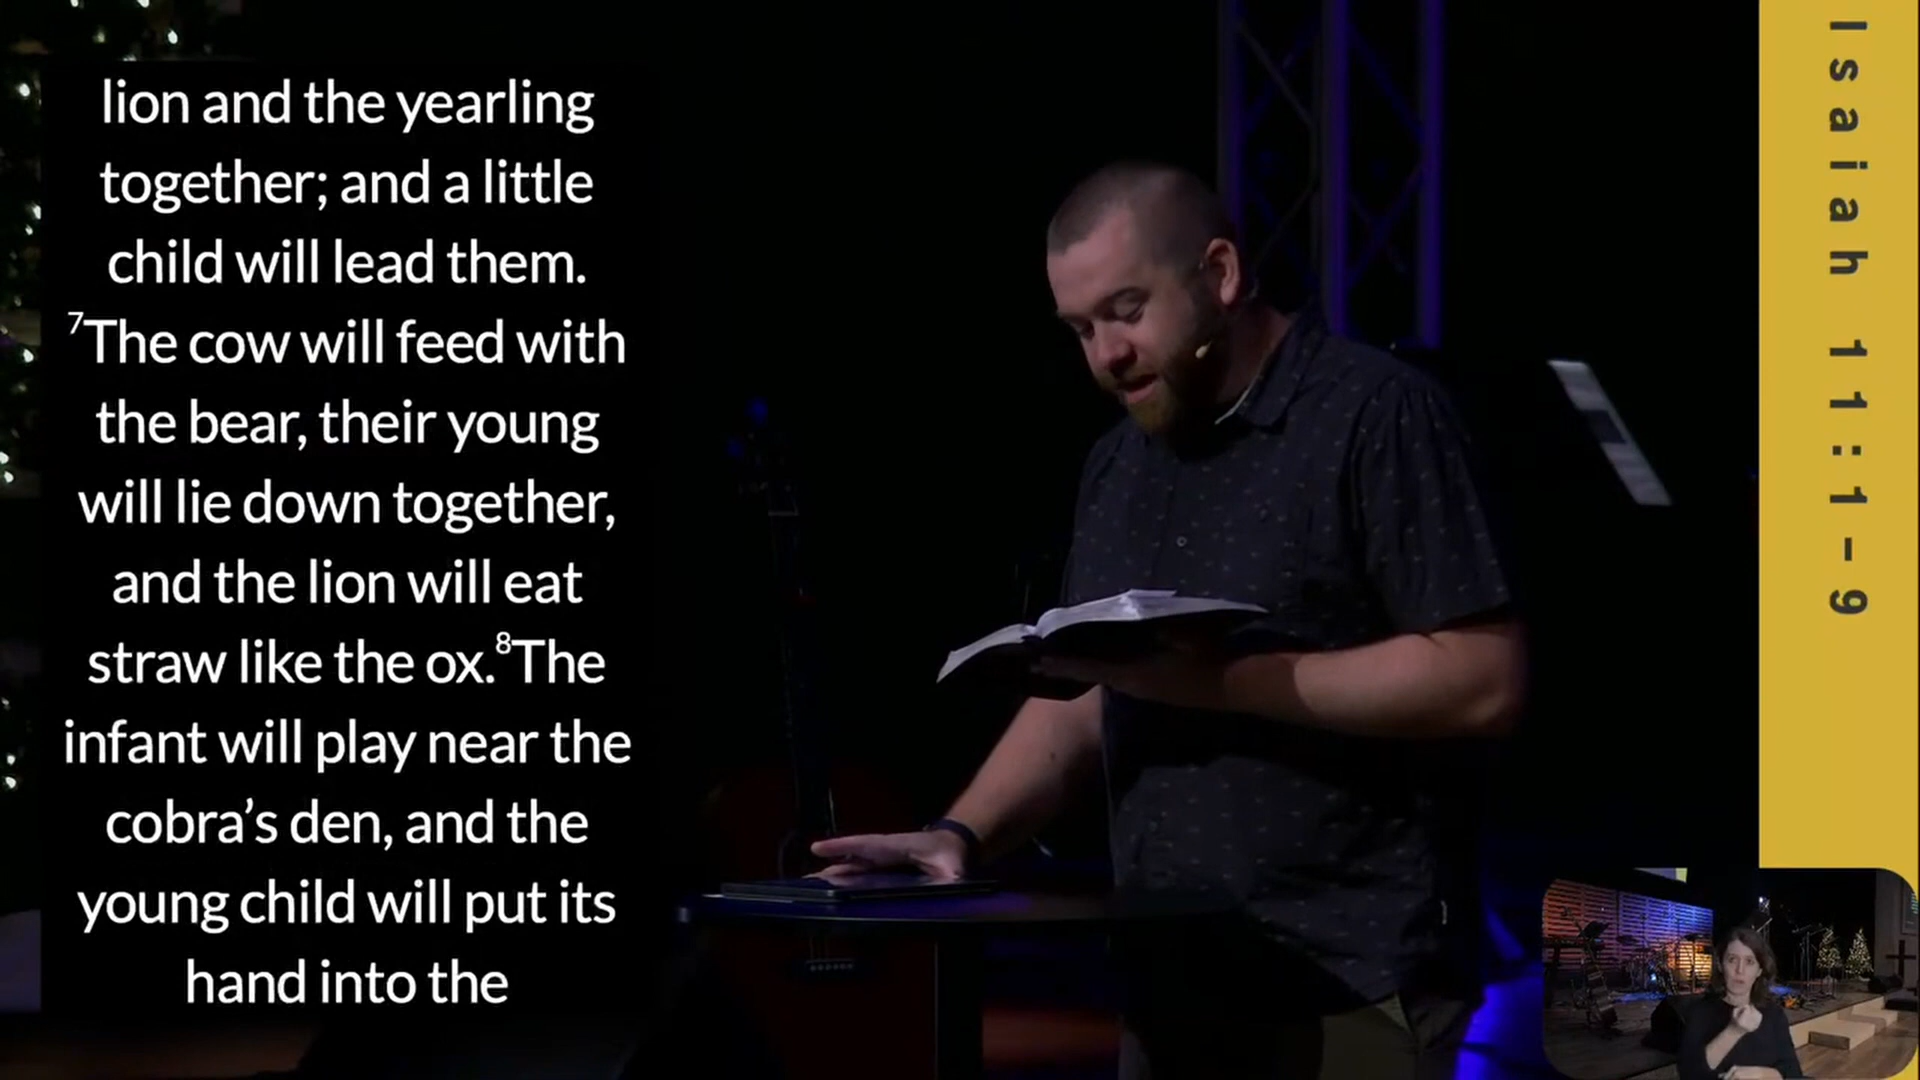 lion and the yearling
together; and a little
child will lead them.
⁷The cow will feed with
the bear, their young
will lie down together,
and the lion will eat
straw like the ox.⁸The
infant will play near the
cobra’s den, and the
young child will put its
hand into the
Isaiah 11:1–9